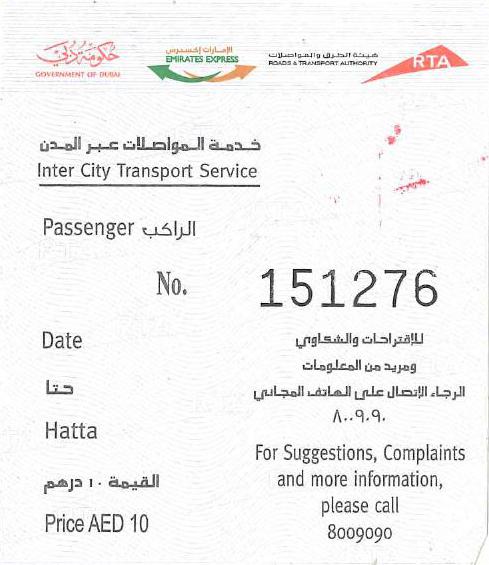 حكومة دبي
GOVERNMENT OF DUBAI
الإمارات إكسبرس
EMIRATES EXPRESS
هيئة الطرق والمواصلات
ROADS & TRANSPORT AUTHORITY
RTA
خدمة المواصلات عبر المدن
Inter City Transport Service
Passenger الراكب
No. 151276
Date
حتا
Hatta
القيمة ١٠ درهم
Price AED 10
للإقتراحات والشكاوي
ومريد من المعلومات
الرجاء الإتصال على الهاتف المجاني
٨٠٠٩٠٩٠
For Suggestions, Complaints
and more information,
please call
8009090